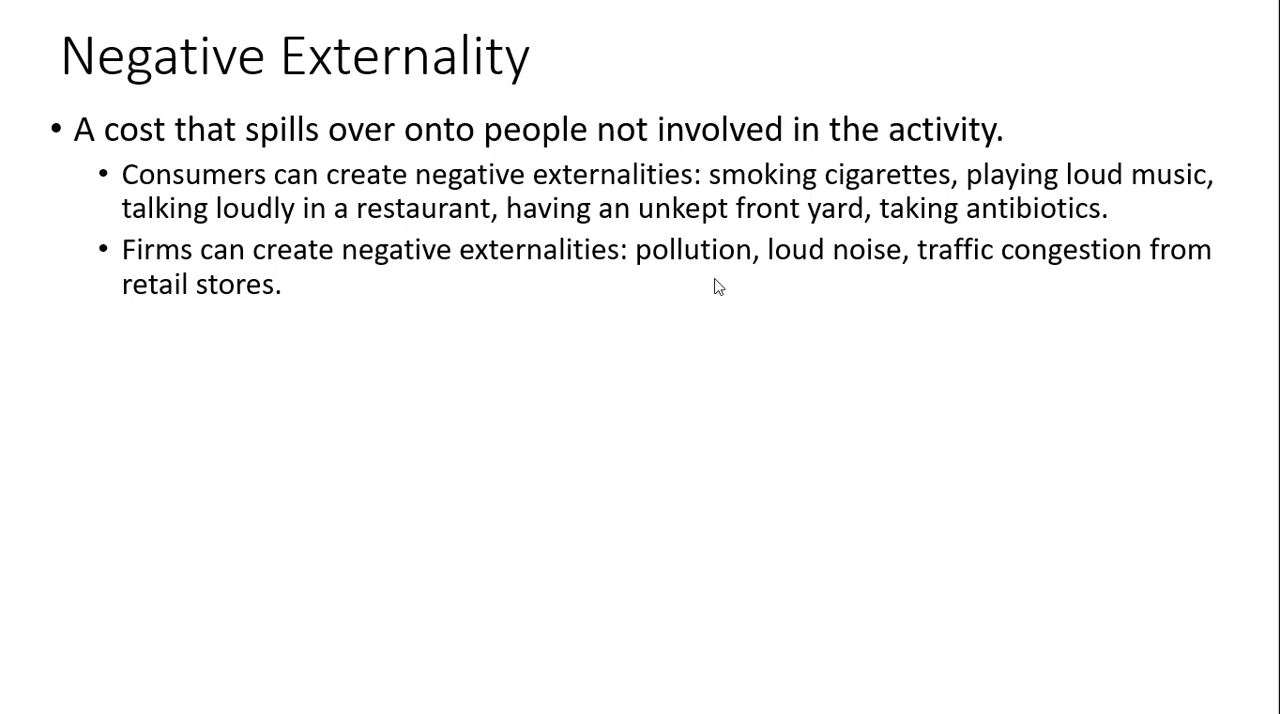 Negative Externality
• A cost that spills over onto people not involved in the activity.
• Consumers can create negative externalities: smoking cigarettes, playing loud music,
talking loudly in a restaurant, having an unkept front yard, taking antibiotics.
• Firms can create negative externalities: pollution, loud noise, traffic congestion from
retail stores.